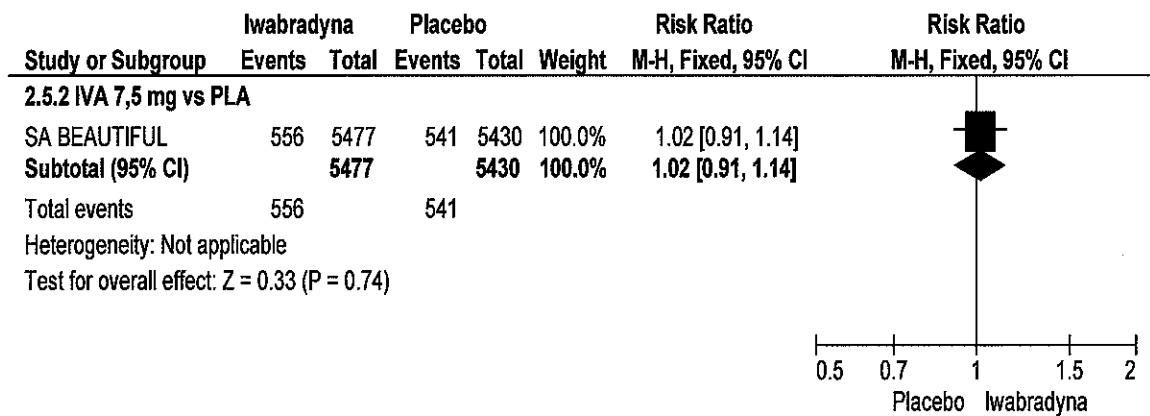 Iwabradyna Placebo Risk Ratio Risk Ratio
Study or Subgroup Events Total Events Total Weight M-H, Fixed, 95% CI M-H, Fixed, 95% CI
2.5.2 IVA 7,5 mg vs PLA
SA BEAUTIFUL 556 5477 541 5430 100.0% 1.02 [0.91, 1.14]
Subtotal (95% CI) 5477 5430 100.0% 1.02 [0.91, 1.14]
Total events 556 541
Heterogeneity: Not applicable
Test for overall effect: Z = 0.33 (P = 0.74)
0.5 0.7 1 1.5 2
Placebo Iwabradyna